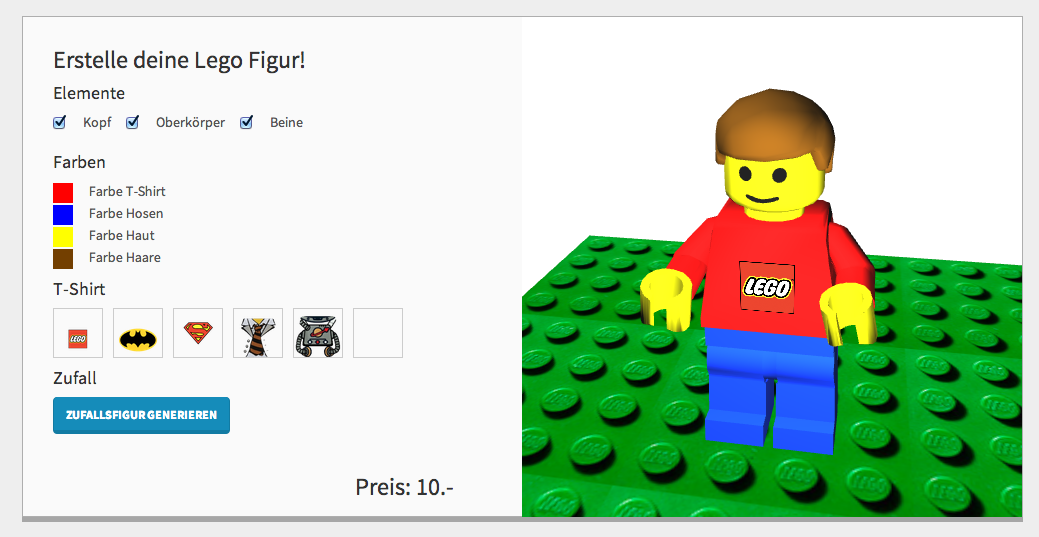 Erstelle deine Lego Figur!
Elemente
Kopf Oberkörper Beine
Farben
Farbe T-Shirt
Farbe Hosen
Farbe Haut
Farbe Haare
T-Shirt
LEGO
Zufall
ZUFALLSFIGUR GENERIEREN
Preis: 10.-
LEGO
LEGO